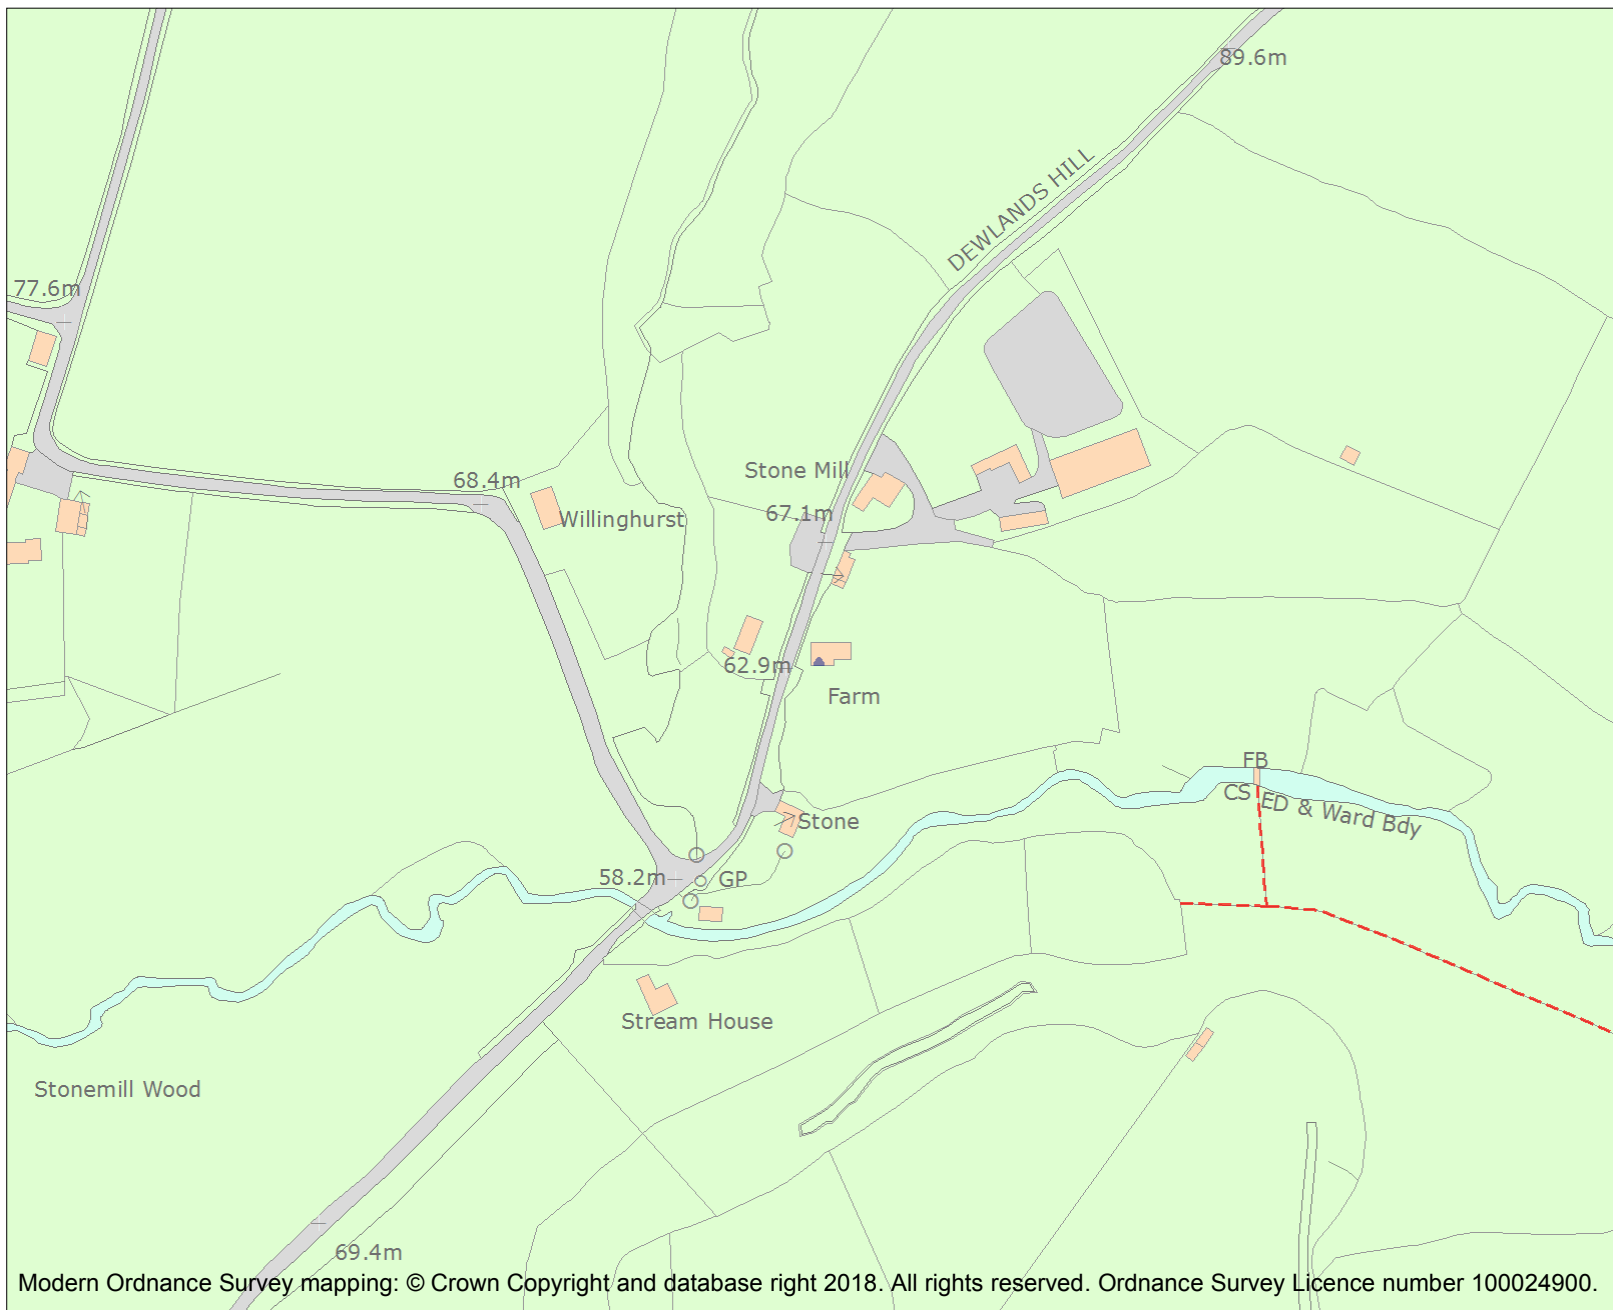 89.6m
DEWLANDS HILL
77.6m
Stone Mill
68.4m
Willinghurst
67.1m
62.9m
Farm
FB
CS
ED & Ward Bdy
Stone
58.2m
GP
Stream House
Stonemill Wood
69.4m
Modern Ordnance Survey mapping: © Crown Copyright and database right 2018. All rights reserved. Ordnance Survey Licence number 100024900.